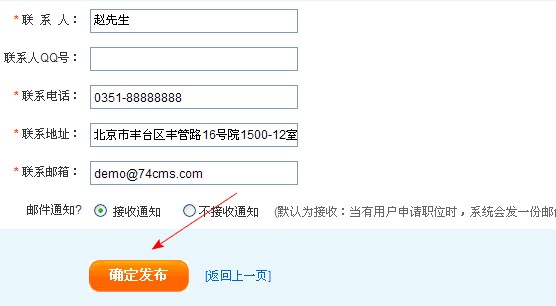 * 联 系 人： 赵先生
联系人QQ号：
* 联系电话： 0351-88888888
* 联系地址： 北京市丰台区丰管路16号院1500-12室
* 联系邮箱： demo@74cms.com
邮件通知? 接收通知 不接收通知 (默认为接收：当有用户申请职位时，系统会发一份邮
确定发布 [返回上一页]